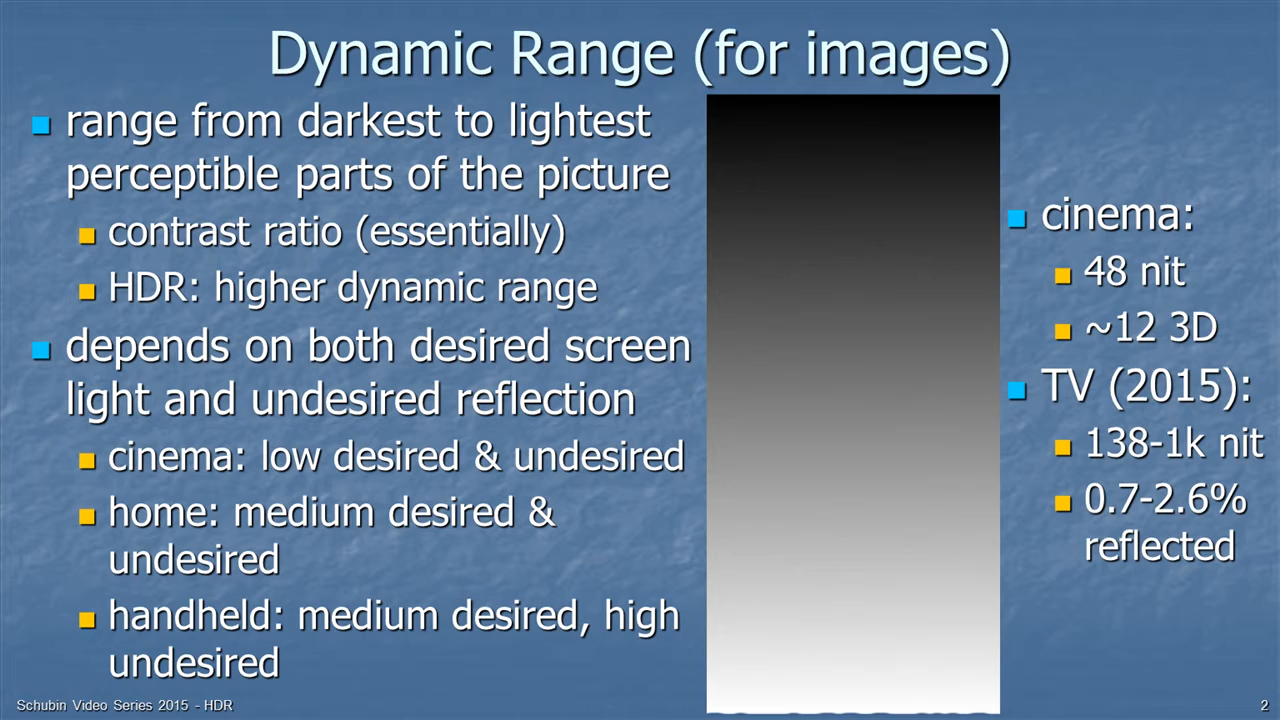 Dynamic Range (for images)
range from darkest to lightest
perceptible parts of the picture
contrast ratio (essentially)
HDR: higher dynamic range
depends on both desired screen
light and undesired reflection
cinema: low desired & undesired
home: medium desired &
undesired
handheld: medium desired, high
undesired
cinema:
48 nit
~12 3D
TV (2015):
138-1k nit
0.7-2.6%
reflected
Schubin Video Series 2015 - HDR
2